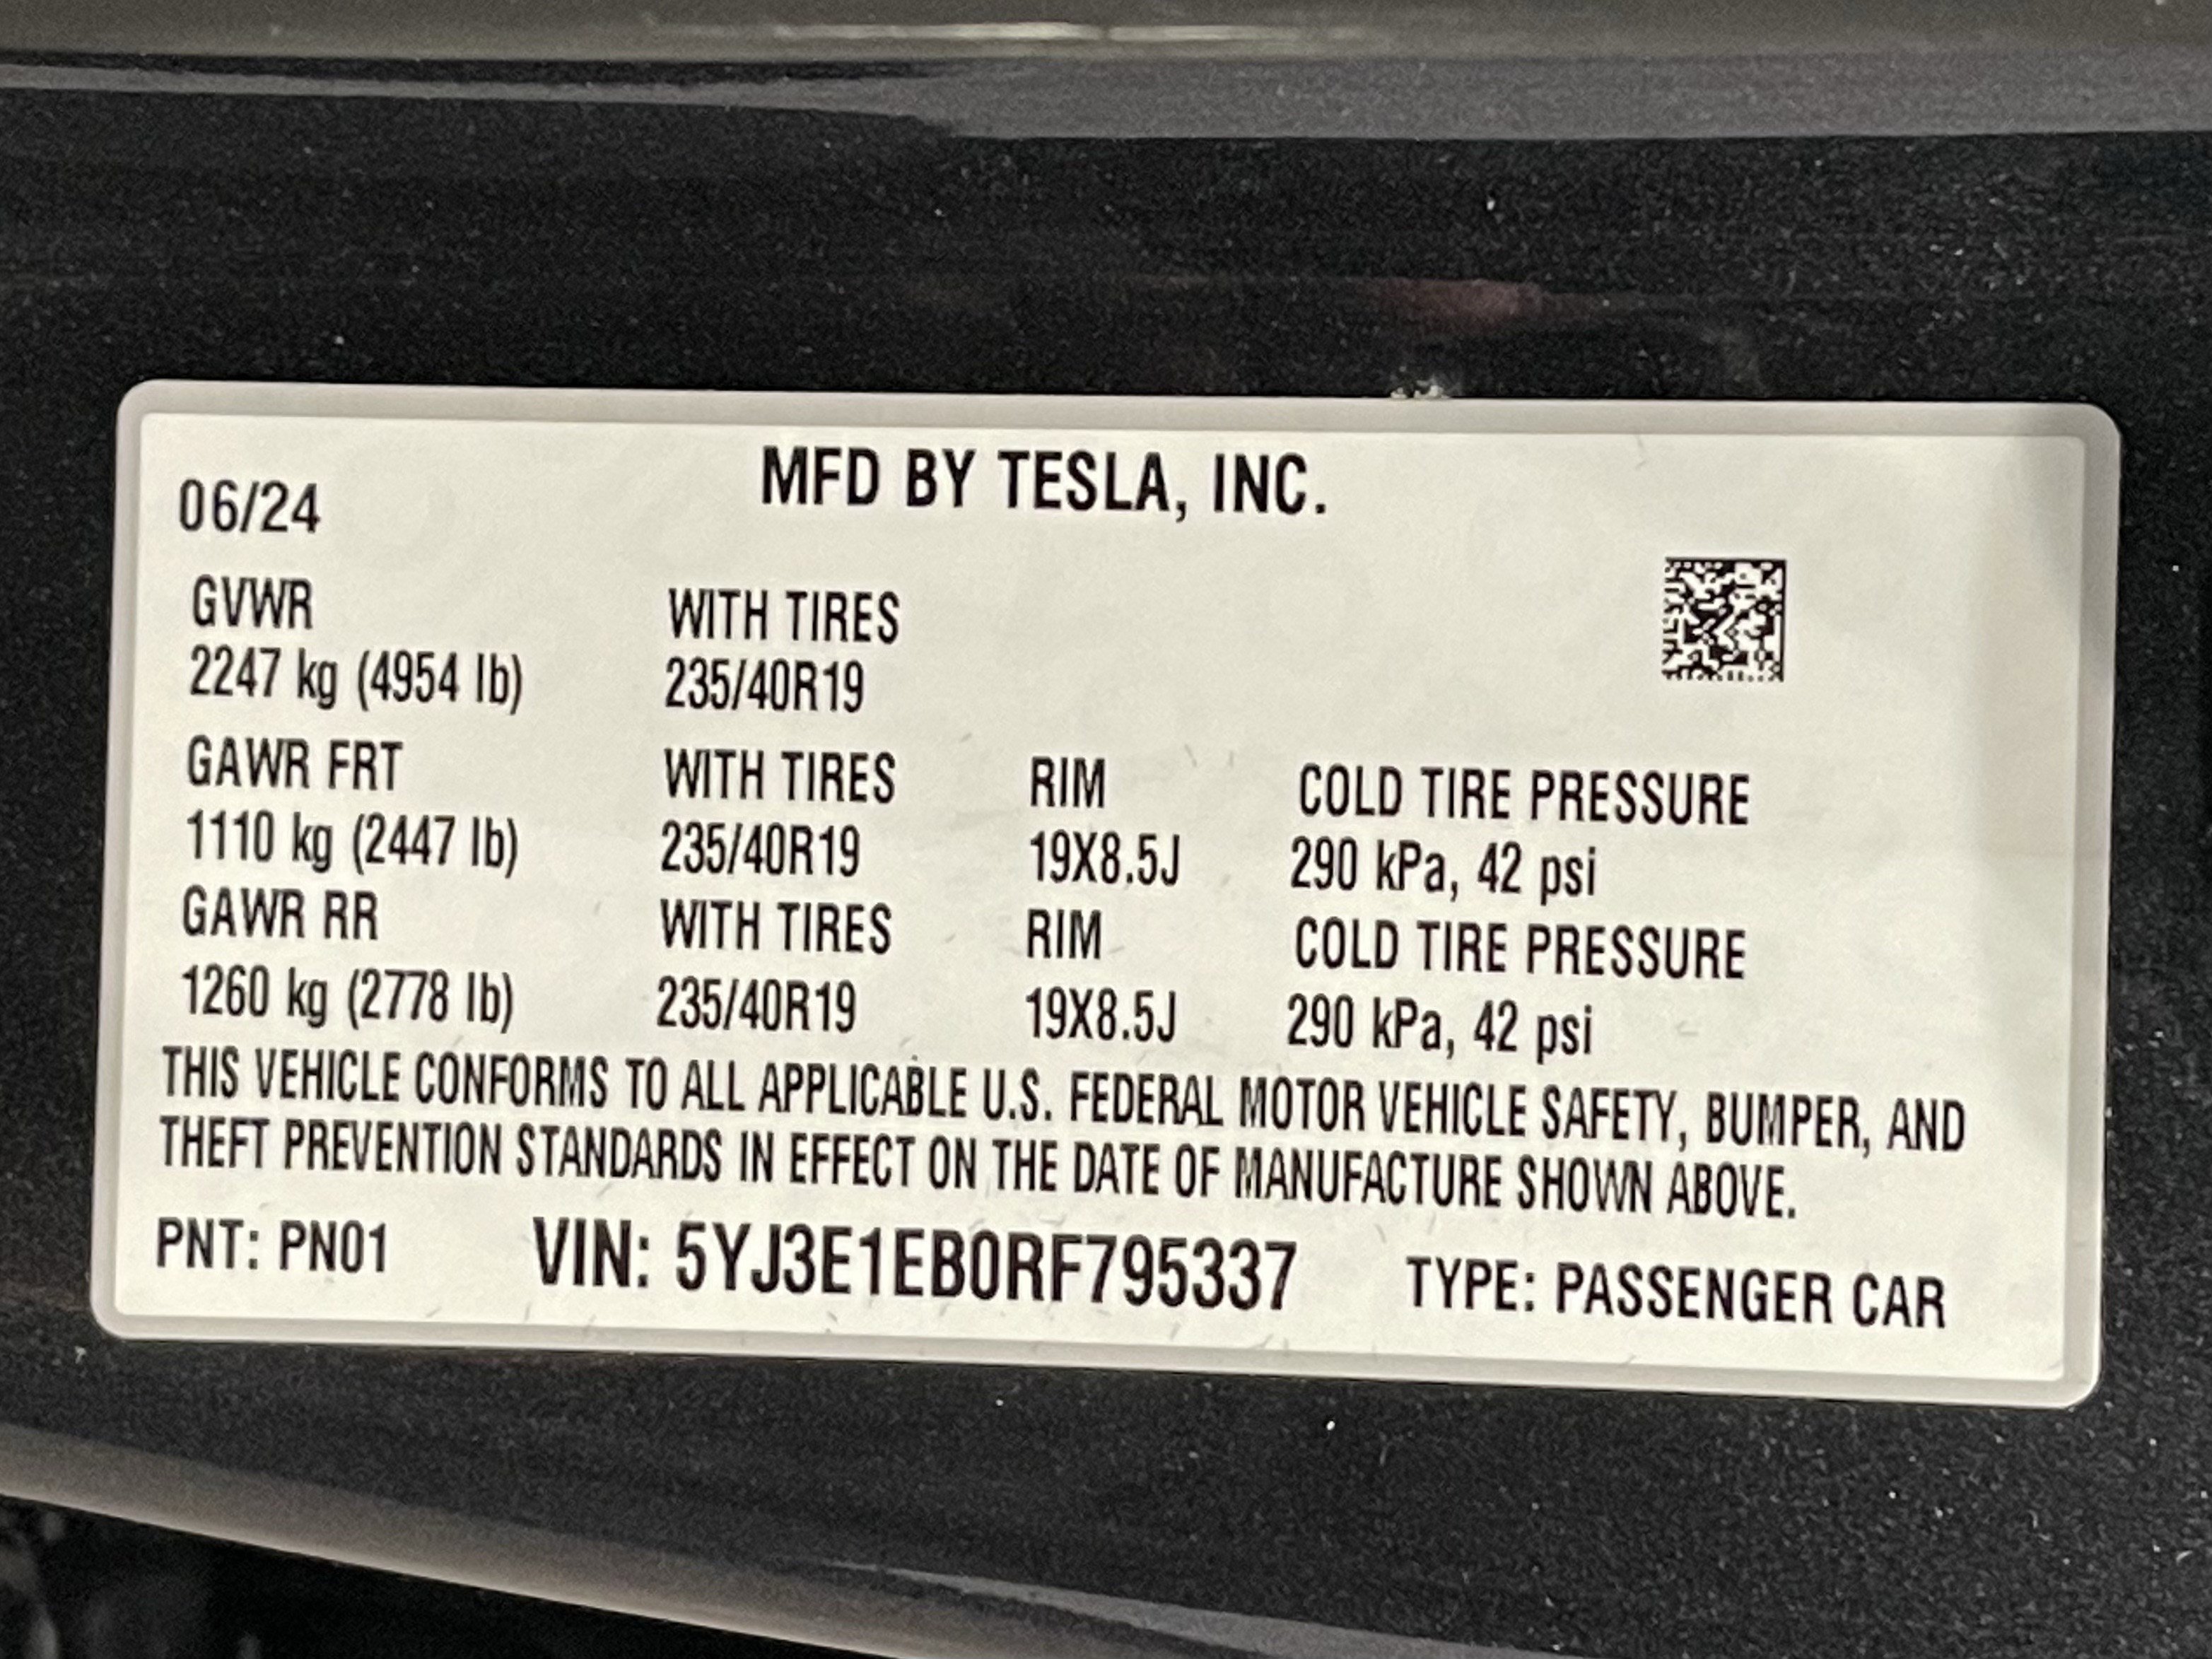 MFD BY TESLA, INC.
06/24
GVWR WITH TIRES
2247 kg (4954 lb) 235/40R19
GAWR FRT WITH TIRES RIM COLD TIRE PRESSURE
1110 kg (2447 lb) 235/40R19 19X8.5J 290 kPa, 42 psi
GAWR RR WITH TIRES RIM COLD TIRE PRESSURE
1260 kg (2778 lb) 235/40R19 19X8.5J 290 kPa, 42 psi
THIS VEHICLE CONFORMS TO ALL APPLICABLE U.S. FEDERAL MOTOR VEHICLE SAFETY, BUMPER, AND
THEFT PREVENTION STANDARDS IN EFFECT ON THE DATE OF MANUFACTURE SHOWN ABOVE.
PNT: PN01 VIN: 5YJ3E1EB0RF795337 TYPE: PASSENGER CAR